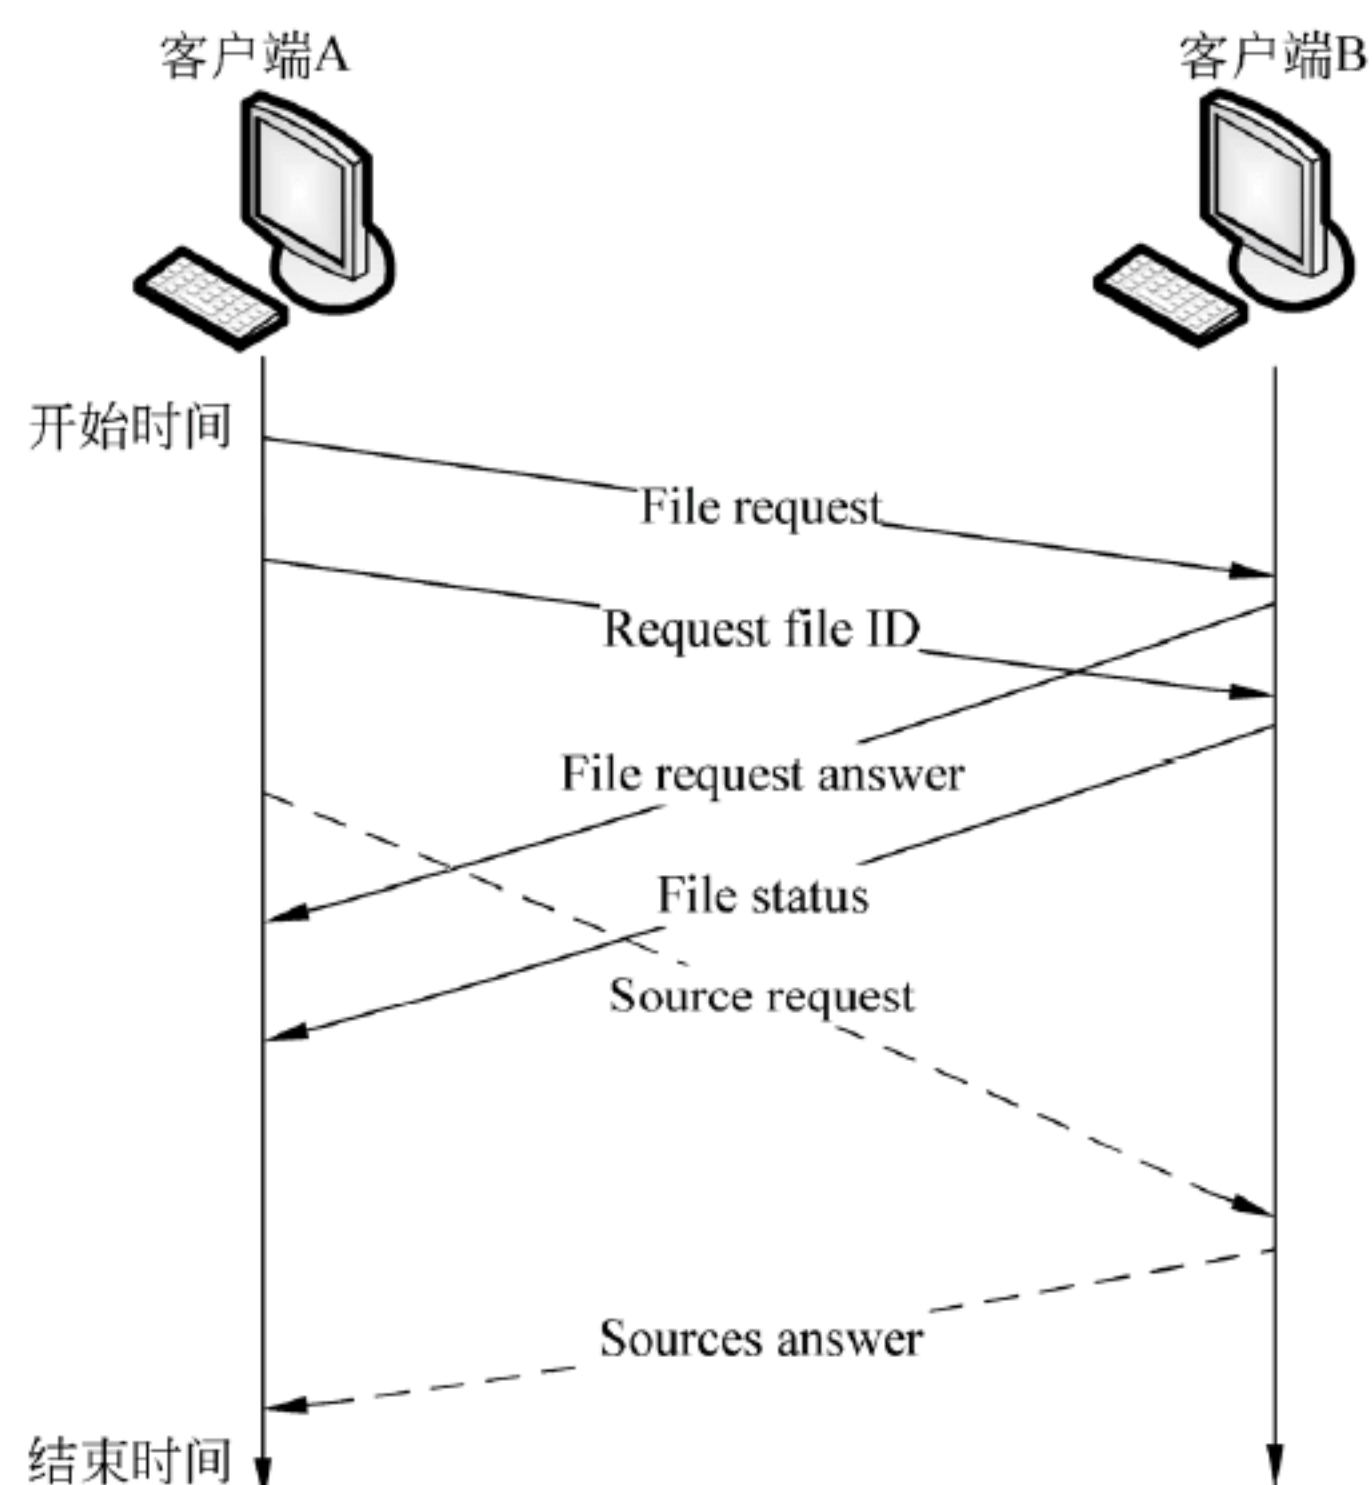 客户端A
客户端B
开始时间
File request
Request file ID
File request answer
File status
Source request
Sources answer
结束时间